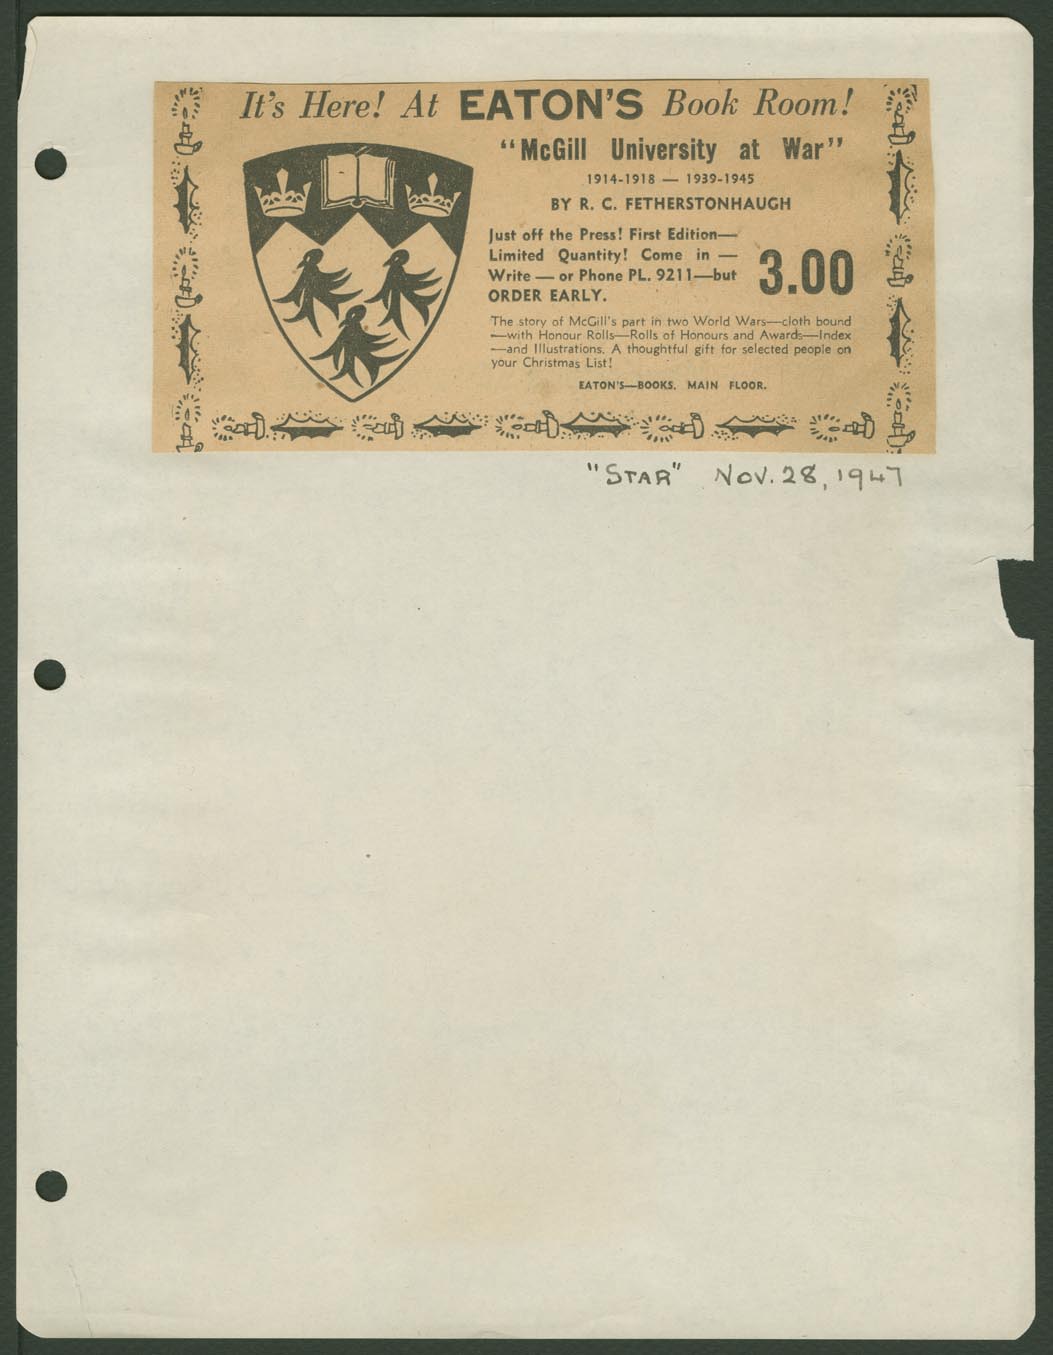 It's Here! At EATON'S Book Room!
"McGill University at War"
1914-1918 — 1939-1945
BY R. C. FETHERSTONHAUGH
Just off the Press! First Edition—
Limited Quantity! Come in —
Write — or Phone PL. 9211—but
ORDER EARLY.
3.00
The story of McGill's part in two World Wars—cloth bound
—with Honour Rolls—Rolls of Honours and Awards—Index
—and Illustrations. A thoughtful gift for selected people on
your Christmas List!
EATON'S—BOOKS, MAIN FLOOR.
"STAR" NOV. 28, 1947